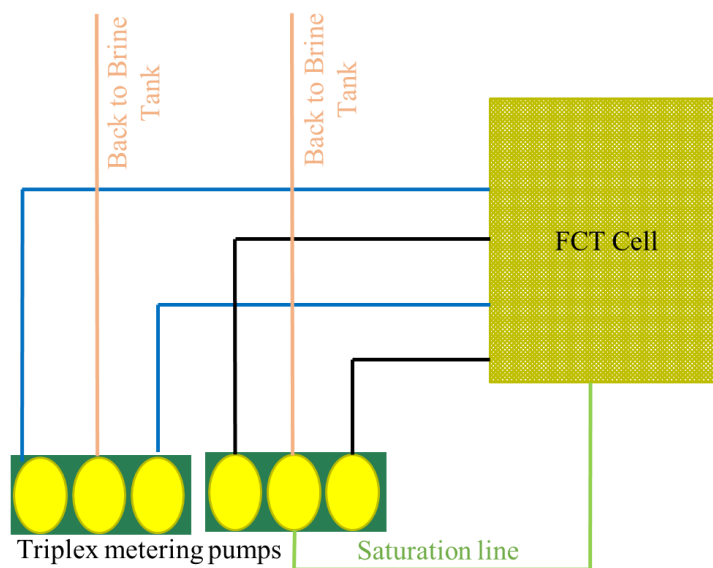 Back to Brine
Tank
Back to Brine
Tank
FCT Cell
Triplex metering pumps
Saturation line